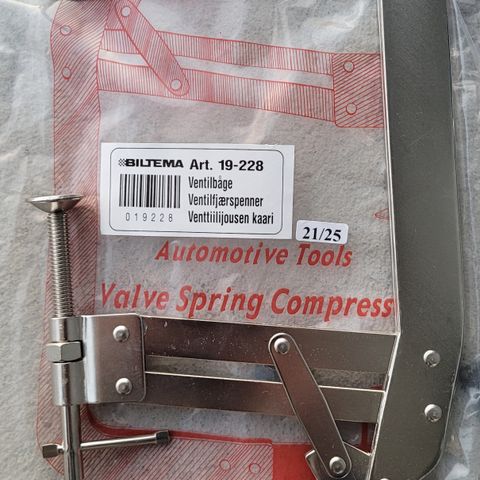 BILTEMA Art. 19-228
Ventilbåge
Ventilfjærspenner
Venttiilijousen kaari
019228
21/25
Automotive Tools
Valve Spring Compress